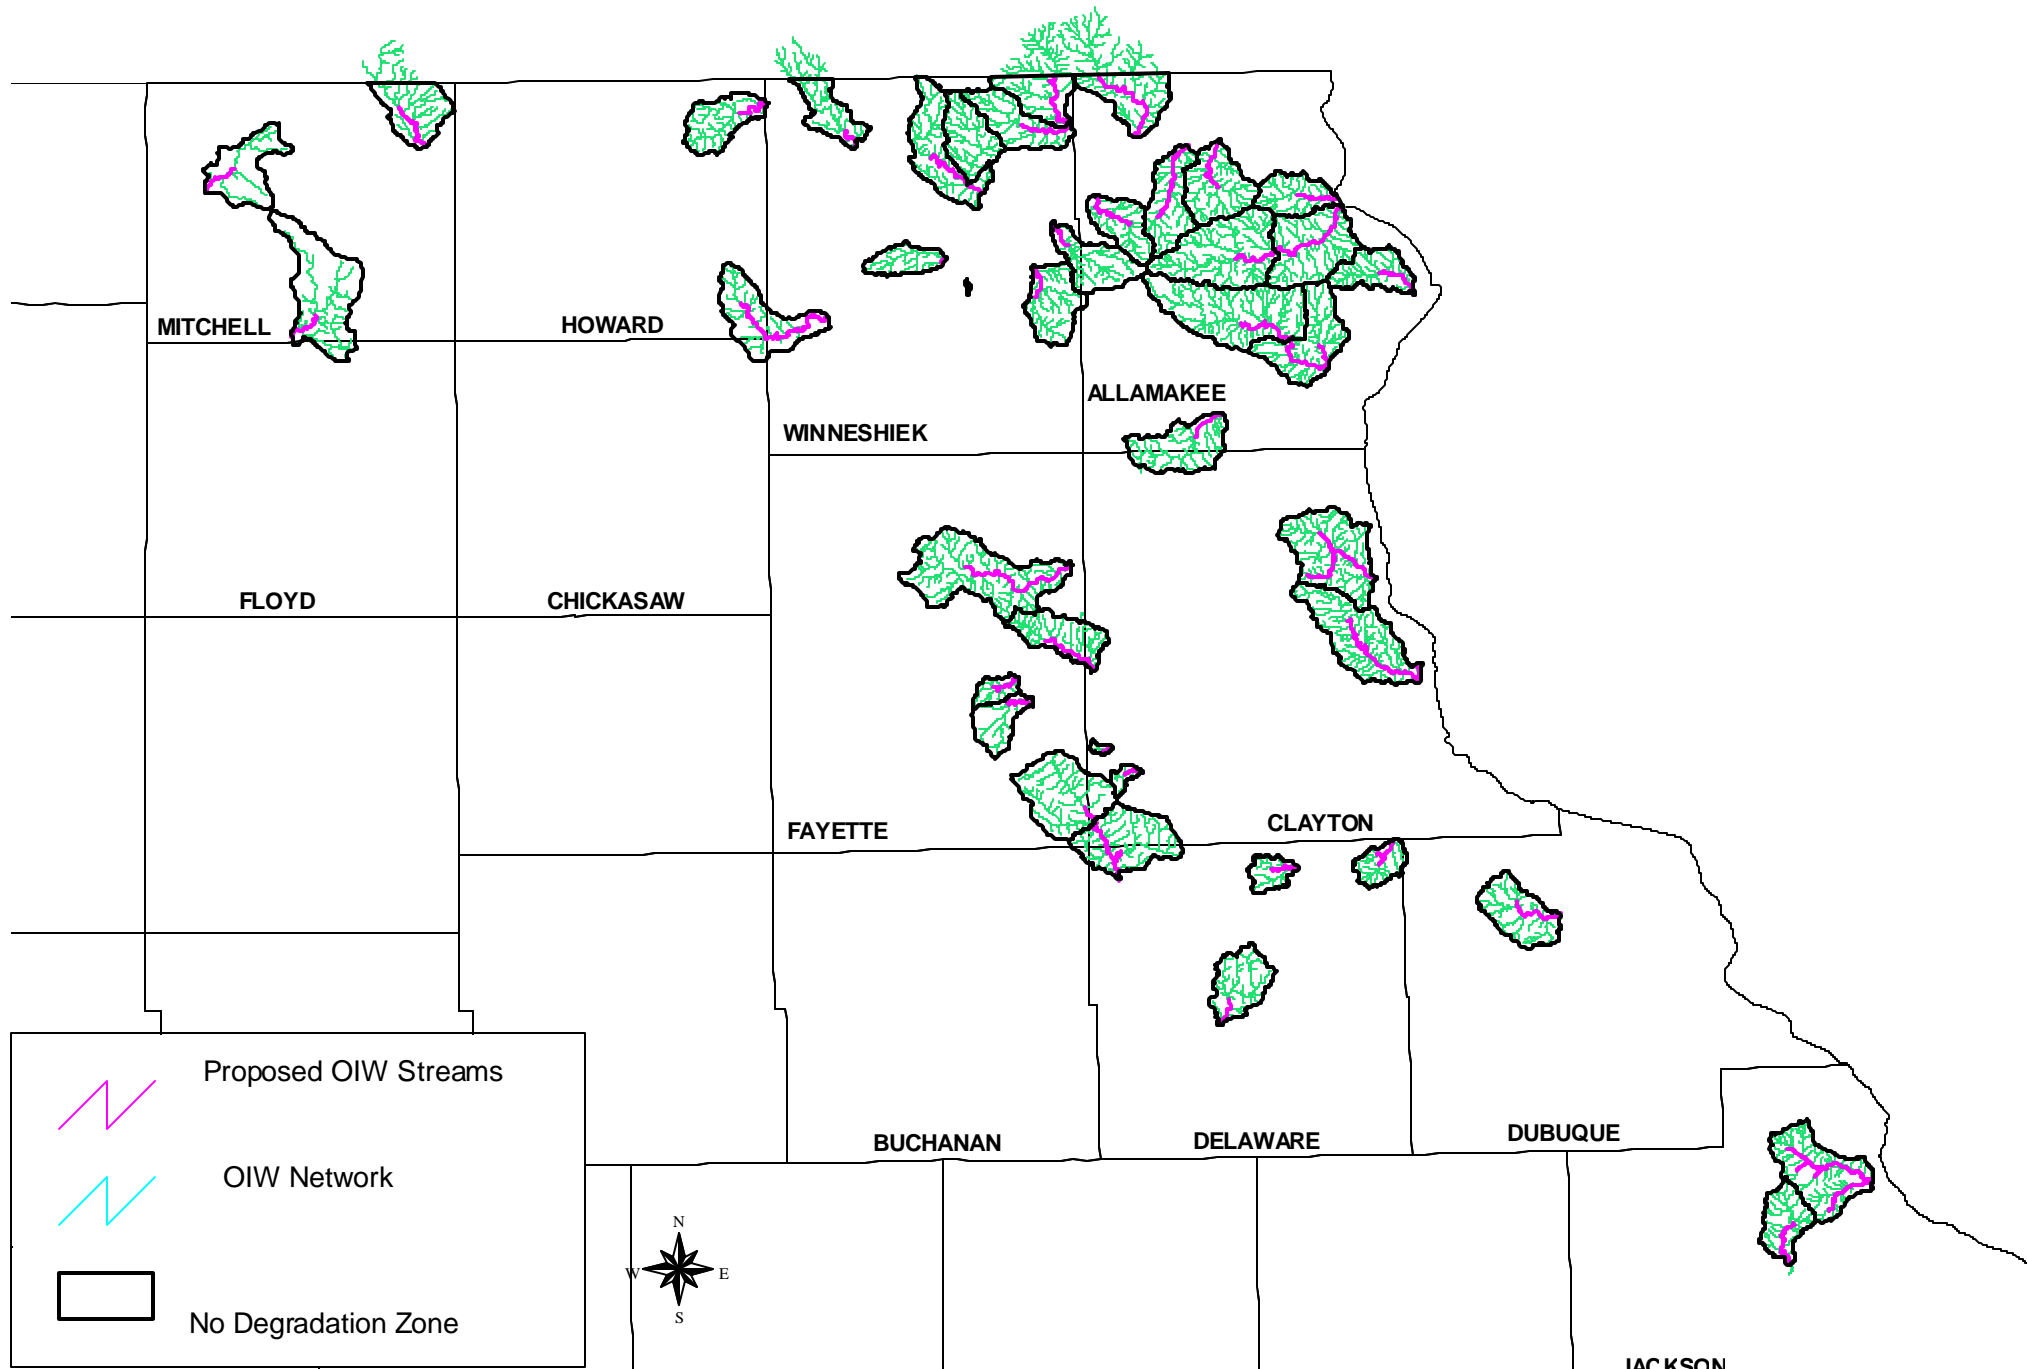 MITCHELL
HOWARD
ALLAMAKEE
WINNESHIEK
FLOYD
CHICKASAW
FAYETTE
CLAYTON
BUCHANAN
DELAWARE
DUBUQUE
JACKSON
Proposed OIW Streams
OIW Network
No Degradation Zone
N
W
E
S